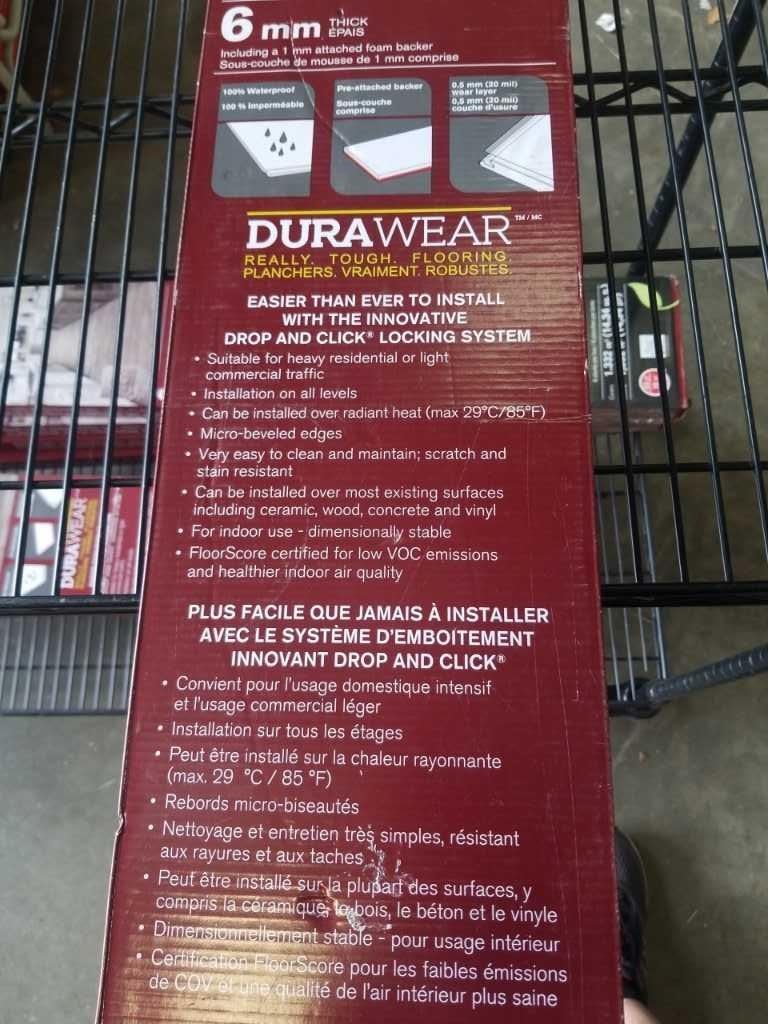 6 mm THICK
ÉPAIS
Including a 1 mm attached foam backer
Sous-couche de mousse de 1 mm comprise
100% Waterproof
100 % Imperméable
Pre-attached backer
Sous-couche
comprise
0.5 mm (20 mil)
wear layer
0,5 mm (20 mil)
couche d'usure
DURAWEAR TM / MC
REALLY. TOUGH. FLOORING.
PLANCHERS. VRAIMENT. ROBUSTES.
EASIER THAN EVER TO INSTALL
WITH THE INNOVATIVE
DROP AND CLICK® LOCKING SYSTEM
• Suitable for heavy residential or light
commercial traffic
• Installation on all levels
• Can be installed over radiant heat (max 29°C/85°F)
• Micro-beveled edges
• Very easy to clean and maintain; scratch and
stain resistant
• Can be installed over most existing surfaces
including ceramic, wood, concrete and vinyl
• For indoor use - dimensionally stable
• FloorScore certified for low VOC emissions
and healthier indoor air quality
PLUS FACILE QUE JAMAIS À INSTALLER
AVEC LE SYSTÈME D'EMBOITEMENT
INNOVANT DROP AND CLICK®
• Convient pour l'usage domestique intensif
et l'usage commercial léger
• Installation sur tous les étages
• Peut être installé sur la chaleur rayonnante
(max. 29 °C / 85 °F)
• Rebords micro-biseautés
• Nettoyage et entretien très simples, résistant
aux rayures et aux taches
• Peut être installé sur la plupart des surfaces, y
compris la céramique, le bois, le béton et le vinyle
• Dimensionnellement stable - pour usage intérieur
• Certification FloorScore pour les faibles émissions
de COV et une qualité de l'air intérieur plus saine
DURAWEAR
1.332 m² (14.34 sq. ft.)